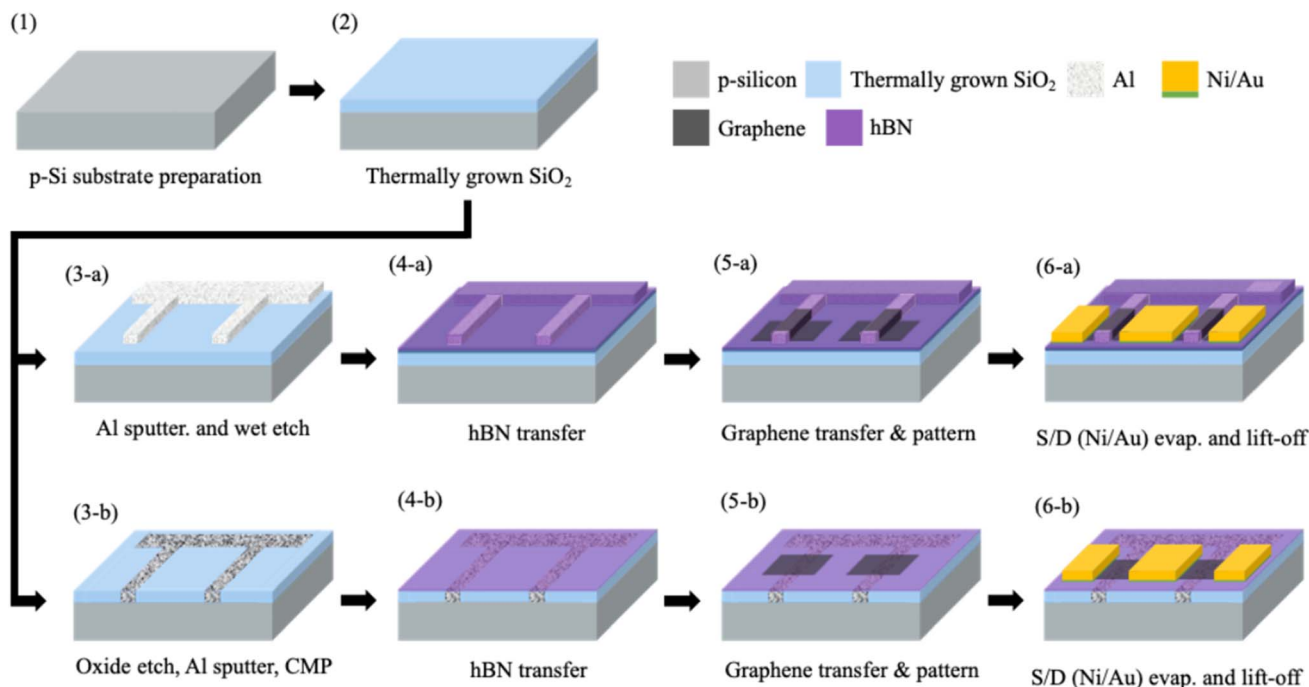 (1)
(2)
p-silicon
Thermally grown SiO₂
Al
Ni/Au
Graphene
hBN
p-Si substrate preparation
Thermally grown SiO₂
(3-a)
(4-a)
(5-a)
(6-a)
Al sputter. and wet etch
hBN transfer
Graphene transfer & pattern
S/D (Ni/Au) evap. and lift-off
(3-b)
(4-b)
(5-b)
(6-b)
Oxide etch, Al sputter, CMP
hBN transfer
Graphene transfer & pattern
S/D (Ni/Au) evap. and lift-off